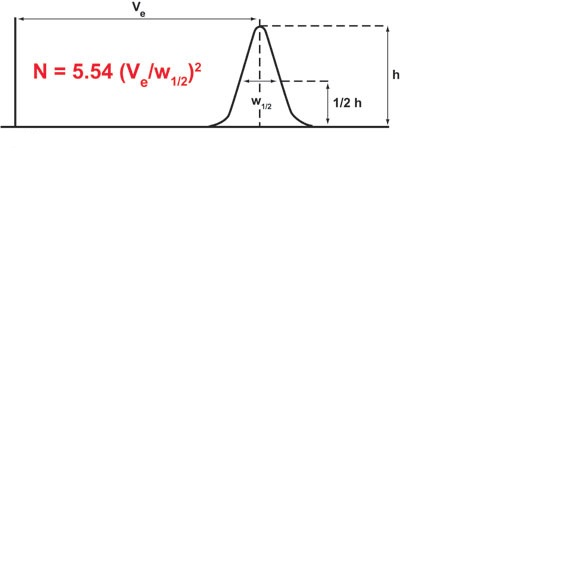 Ve
N = 5.54 (Ve/w1/2)2
h
w1/2
1/2 h